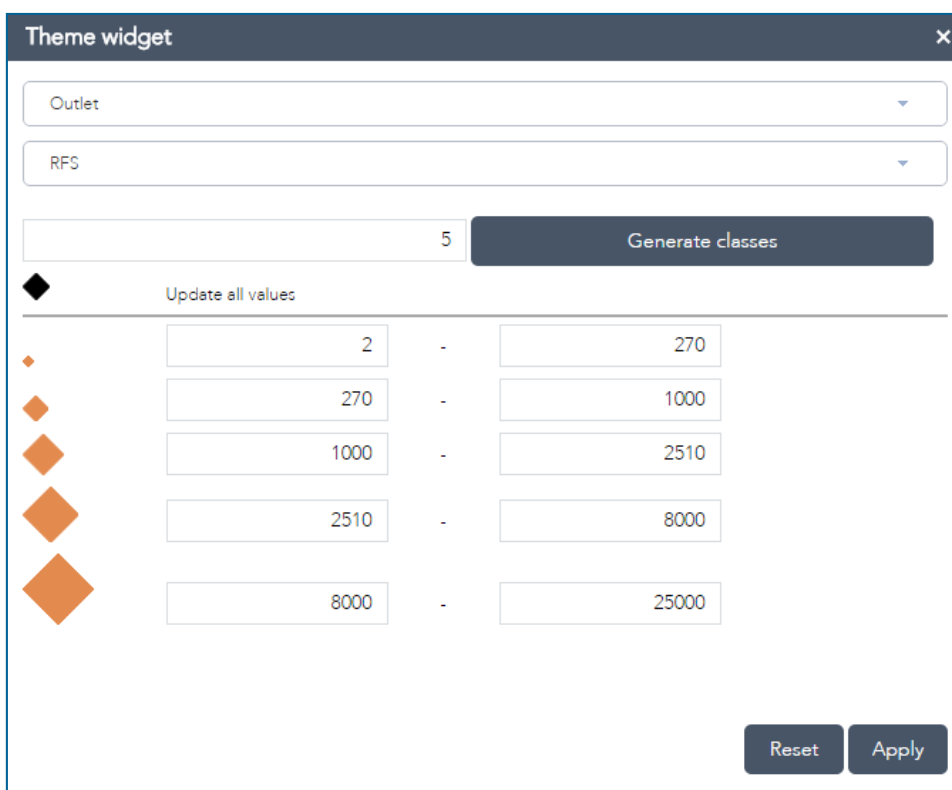 Theme widget ×
Outlet
RFS
5 Generate classes
Update all values
2 - 270
270 - 1000
1000 - 2510
2510 - 8000
8000 - 25000
Reset Apply